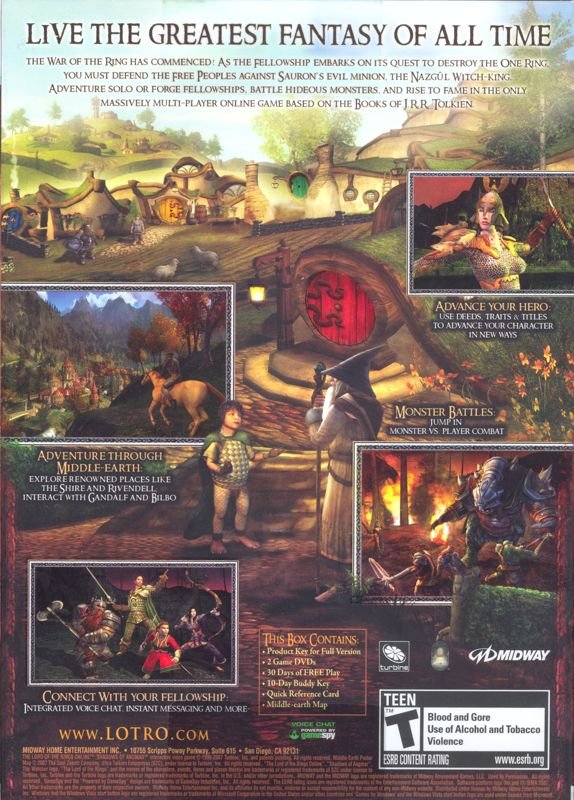 LIVE THE GREATEST FANTASY OF ALL TIME
THE WAR OF THE RING HAS COMMENCED! AS THE FELLOWSHIP EMBARKS ON ITS QUEST TO DESTROY THE ONE RING,
YOU MUST DEFEND THE FREE PEOPLES AGAINST SAURON'S EVIL MINION, THE NAZGÛL WITCH-KING.
ADVENTURE SOLO OR FORGE FELLOWSHIPS, BATTLE HIDEOUS MONSTERS, AND RISE TO FAME IN THE ONLY
MASSIVELY MULTI-PLAYER ONLINE GAME BASED ON THE BOOKS OF J.R.R. TOLKIEN.
ADVANCE YOUR HERO:
USE DEEDS, TRAITS & TITLES
TO ADVANCE YOUR CHARACTER
IN NEW WAYS
MONSTER BATTLES:
JUMP IN
MONSTER VS. PLAYER COMBAT
ADVENTURE THROUGH
MIDDLE-EARTH:
EXPLORE RENOWNED PLACES LIKE
THE SHIRE AND RIVENDELL
INTERACT WITH GANDALF AND BILBO
CONNECT WITH YOUR FELLOWSHIP:
INTEGRATED VOICE CHAT, INSTANT MESSAGING AND MORE
WWW.LOTRO.COM
THIS BOX CONTAINS:
• Product Key for Full Version
• 2 Game DVDs
• 30 Days of FREE Play
• 10-Day Buddy Key
• Quick Reference Card
• Middle-earth Map
VOICE CHAT
POWERED BY
gamespy
turbine
MIDWAY
TEEN
T
Blood and Gore
Use of Alcohol and Tobacco
Violence
ESRB CONTENT RATING
www.esrb.org
MIDWAY HOME ENTERTAINMENT INC. • 10755 Scripps Poway Parkway, Suite 615 • San Diego, CA 92131